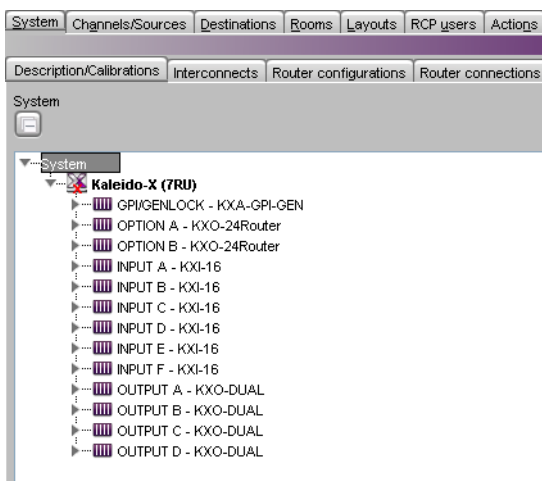 System Channels/Sources Destinations Rooms Layouts RCP users Actions
Description/Calibrations Interconnects Router configurations Router connections
System
System
Kaleido-X (7RU)
GPI/GENLOCK - KXA-GPI-GEN
OPTION A - KXO-24Router
OPTION B - KXO-24Router
INPUT A - KXI-16
INPUT B - KXI-16
INPUT C - KXI-16
INPUT D - KXI-16
INPUT E - KXI-16
INPUT F - KXI-16
OUTPUT A - KXO-DUAL
OUTPUT B - KXO-DUAL
OUTPUT C - KXO-DUAL
OUTPUT D - KXO-DUAL